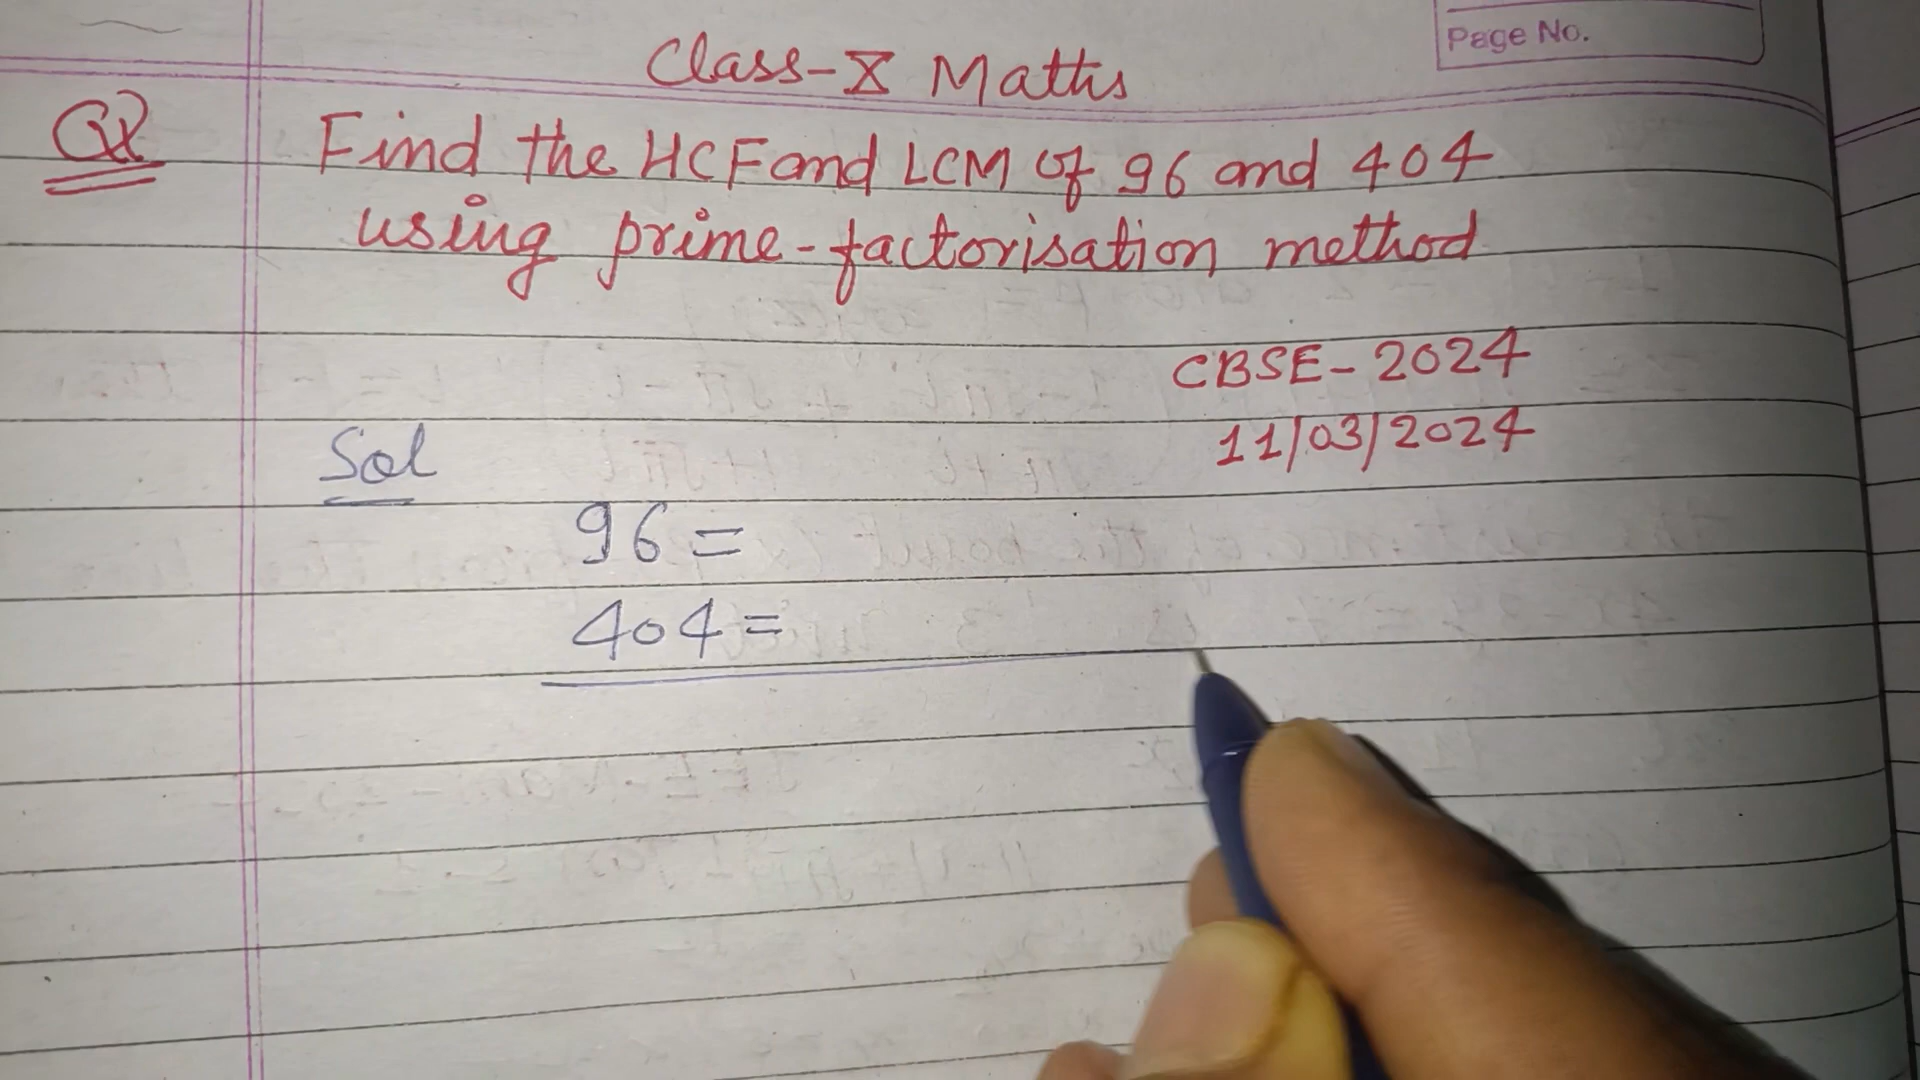 Page No.
Class-X Maths
Q Find the HCF and LCM of 96 and 404
using prime-factorisation method
CBSE-2024
11/03/2024
Sol
96=
404=